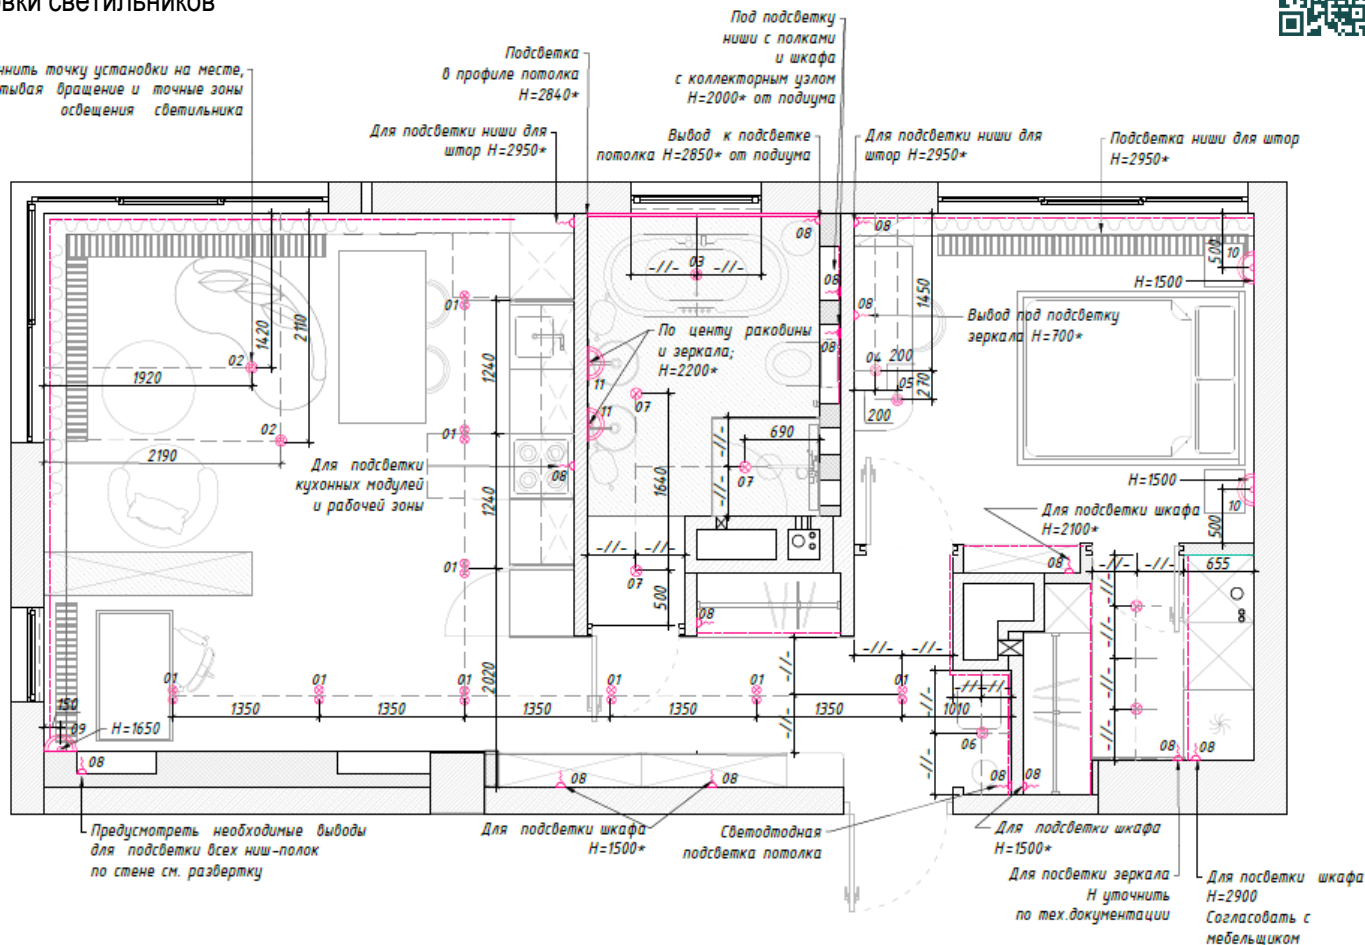 вки светильников
Под подсветку
ниши с полками
и шкафа
с коллекторным узлом
H=2000* от подиума
Подсветка
в профиле потолка
H=2840*
нить точку установки на месте,
тывая вращение и точные зоны
освещения светильника
Для подсветки ниши для
штор H=2950*
Вывод к подсветке
потолка H=2850* от подиума
Для подсветки ниши для
штор H=2950*
Подсветка ниши для штор
H=2950*
08
08
08
03
-//-
-//-
08
08
08
500
10
H=1500
1450
Вывод под подсветку
зеркала H=700*
01
1420
2110
02
1920
1240
По центру раковины
и зеркала;
H=2200*
11
11
07
04
200
05
270
200
02
2190
01
690
07
-//-
1640
Для подсветки
кухонных модулей
и рабочей зоны
08
1240
H=1500
10
500
Для подсветки шкафа
H=2100*
08
01
-//-
-//-
07
500
08
-//-
-//-
655
-//-
-//-
-//-
-//-
-//-
-//-
2020
01
01
01
01
01
01
1350
1350
1350
1350
1350
1010
-//-
-//-
-//-
-//-
06
150
09
H=1650
08
08
08
08
08
08
08
Предусмотреть необходимые выводы
для подсветки всех ниш-полок
по стене см. развертку
Для подсветки шкафа
H=1500*
Светодтодная
подсветка потолка
Для подсветки шкафа
H=1500*
Для посветки зеркала
Н уточнить
по тех.документации
Для посветки шкафа
H=2900
Согласовать с
мебельщиком